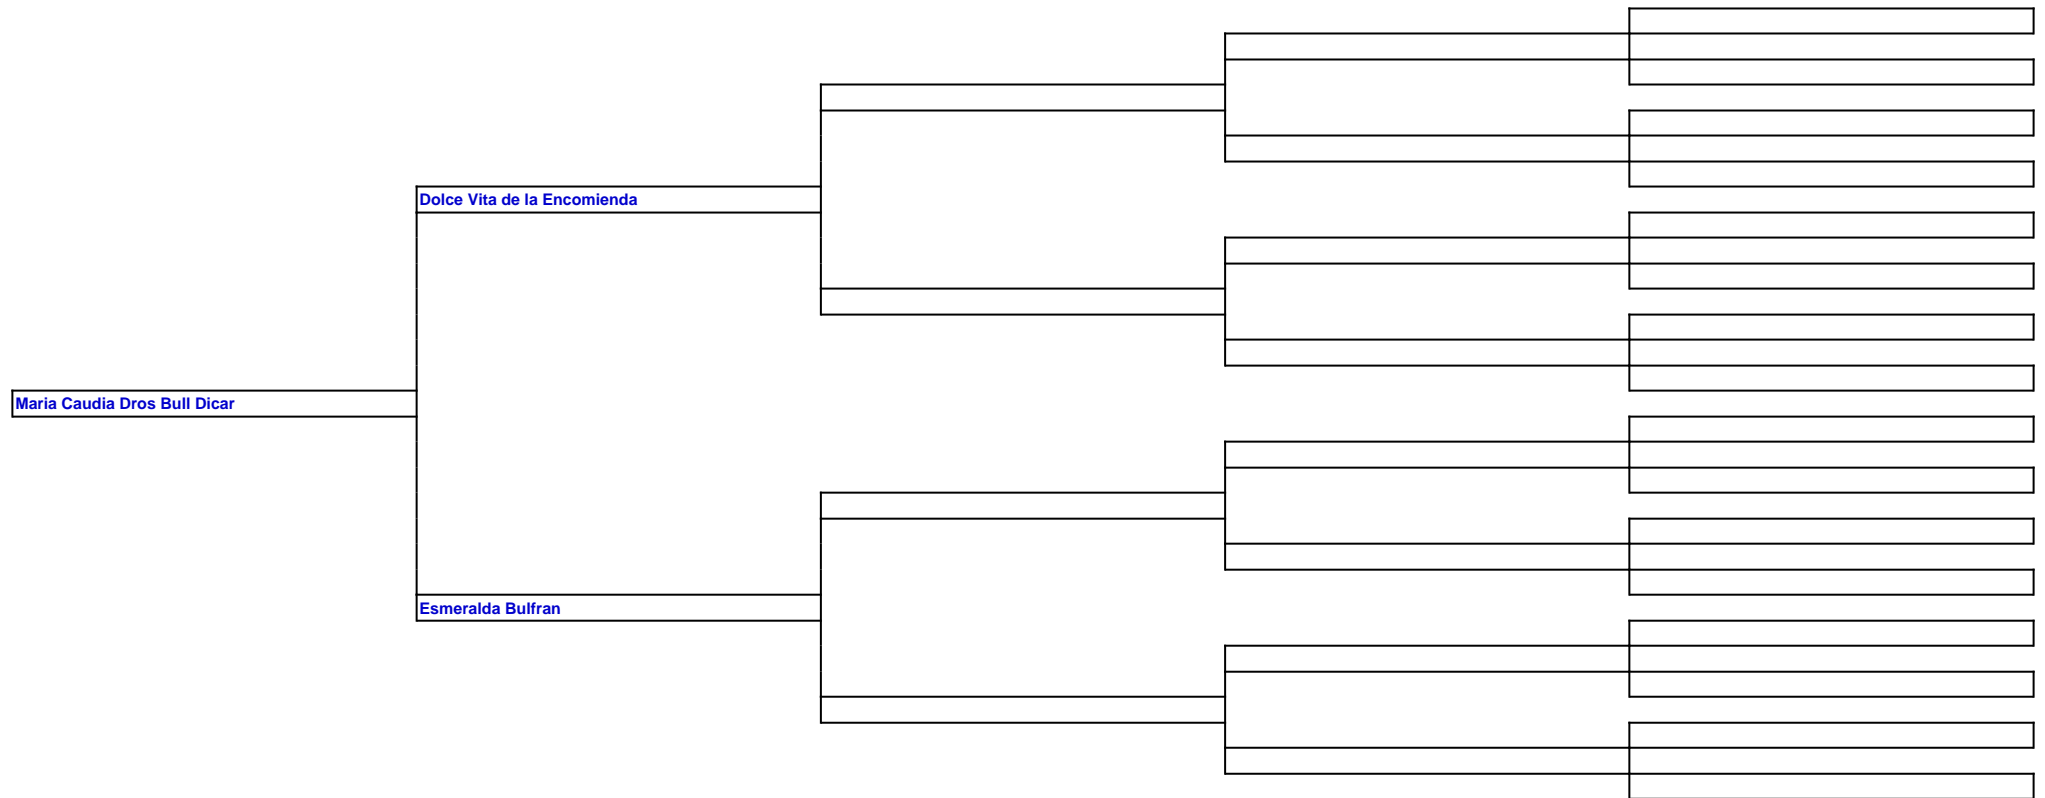 Dolce Vita de la Encomienda
Maria Caudia Dros Bull Dicar
Esmeralda Bulfran